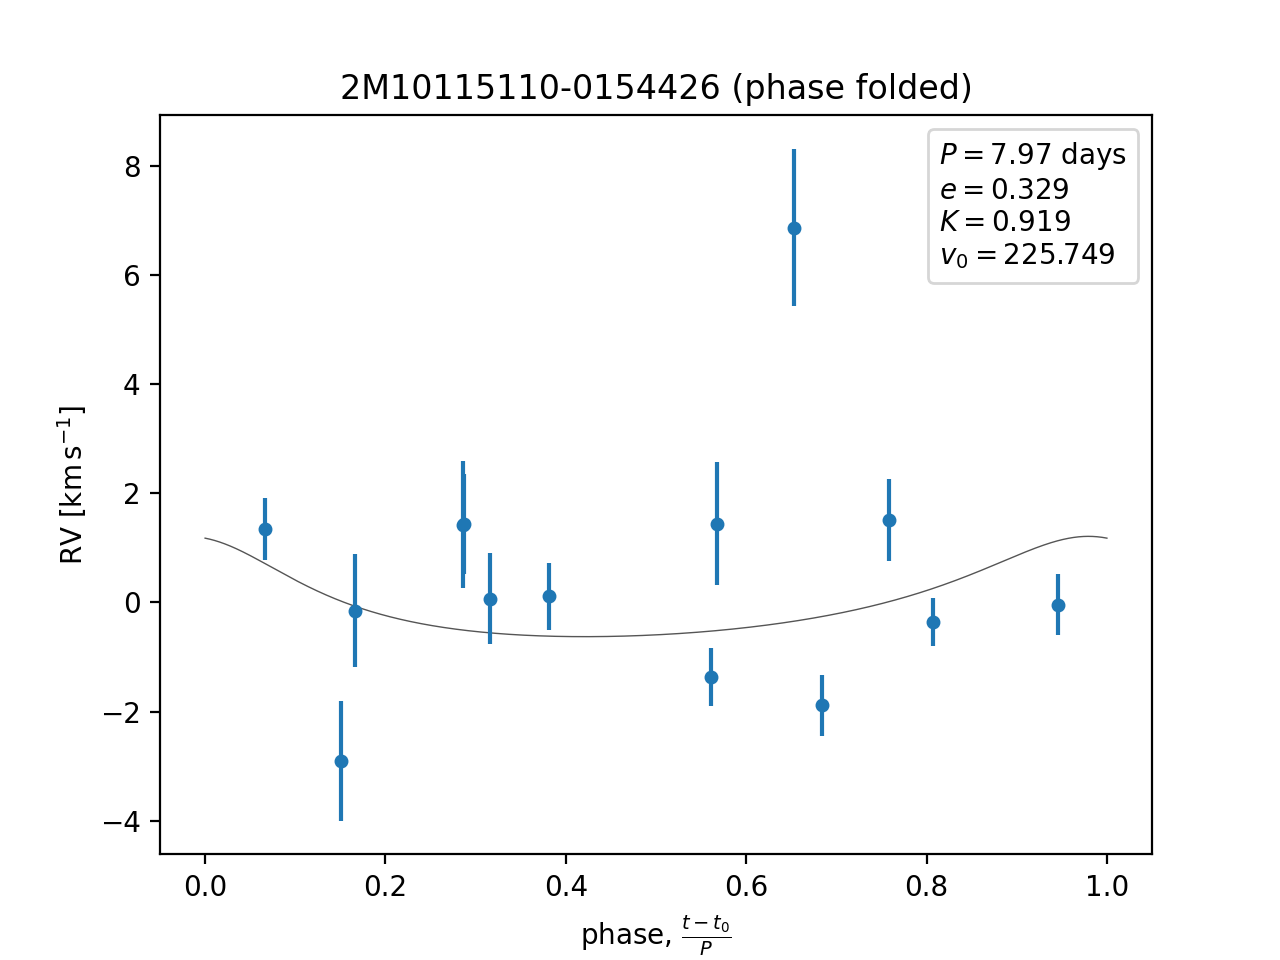 2M10115110-0154426 (phase folded)
P = 7.97 days
e = 0.329
K = 0.919
v₀ = 225.749
RV [km s⁻¹]
8
6
4
2
0
−2
−4
0.0 0.2 0.4 0.6 0.8 1.0
phase, (t − t₀)/P